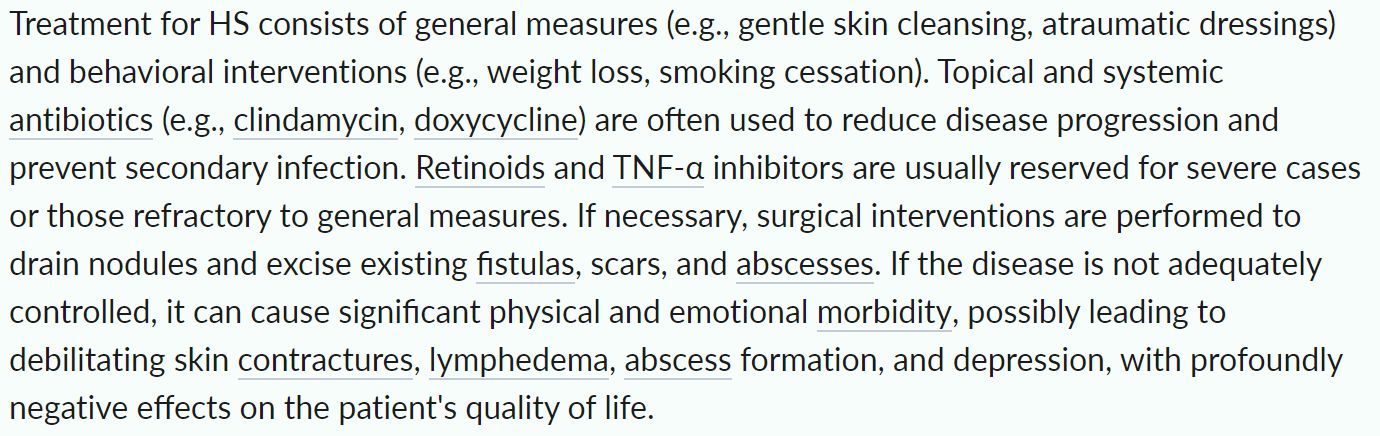 Treatment for HS consists of general measures (e.g., gentle skin cleansing, atraumatic dressings)
and behavioral interventions (e.g., weight loss, smoking cessation). Topical and systemic
antibiotics (e.g., clindamycin, doxycycline) are often used to reduce disease progression and
prevent secondary infection. Retinoids and TNF-α inhibitors are usually reserved for severe cases
or those refractory to general measures. If necessary, surgical interventions are performed to
drain nodules and excise existing fistulas, scars, and abscesses. If the disease is not adequately
controlled, it can cause significant physical and emotional morbidity, possibly leading to
debilitating skin contractures, lymphedema, abscess formation, and depression, with profoundly
negative effects on the patient's quality of life.